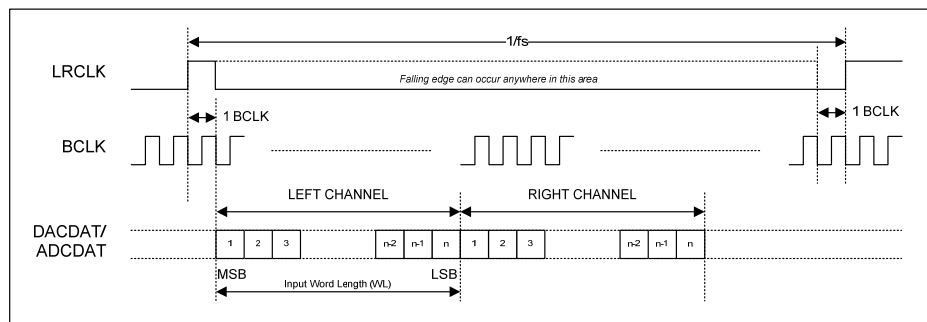 1/fs
LRCLK
Falling edge can occur anywhere in this area
1 BCLK
1 BCLK
BCLK
LEFT CHANNEL
RIGHT CHANNEL
DACDAT/
ADCDAT
1 2 3 n-2 n-1 n 1 2 3 n-2 n-1 n
MSB
LSB
Input Word Length (WL)